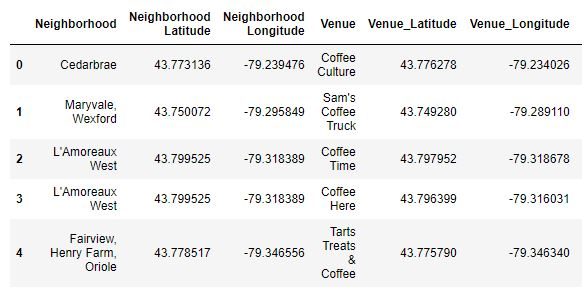 Neighborhood Neighborhood Latitude Neighborhood Longitude Venue Venue_Latitude Venue_Longitude
0 Cedarbrae 43.773136 -79.239476 Coffee Culture 43.776278 -79.234026
1 Maryvale, Wexford 43.750072 -79.295849 Sam's Coffee Truck 43.749280 -79.289110
2 L'Amoreaux West 43.799525 -79.318389 Coffee Time 43.797952 -79.318678
3 L'Amoreaux West 43.799525 -79.318389 Coffee Here 43.796399 -79.316031
4 Fairview, Henry Farm, Oriole 43.778517 -79.346556 Tarts Treats & Coffee 43.775790 -79.346340